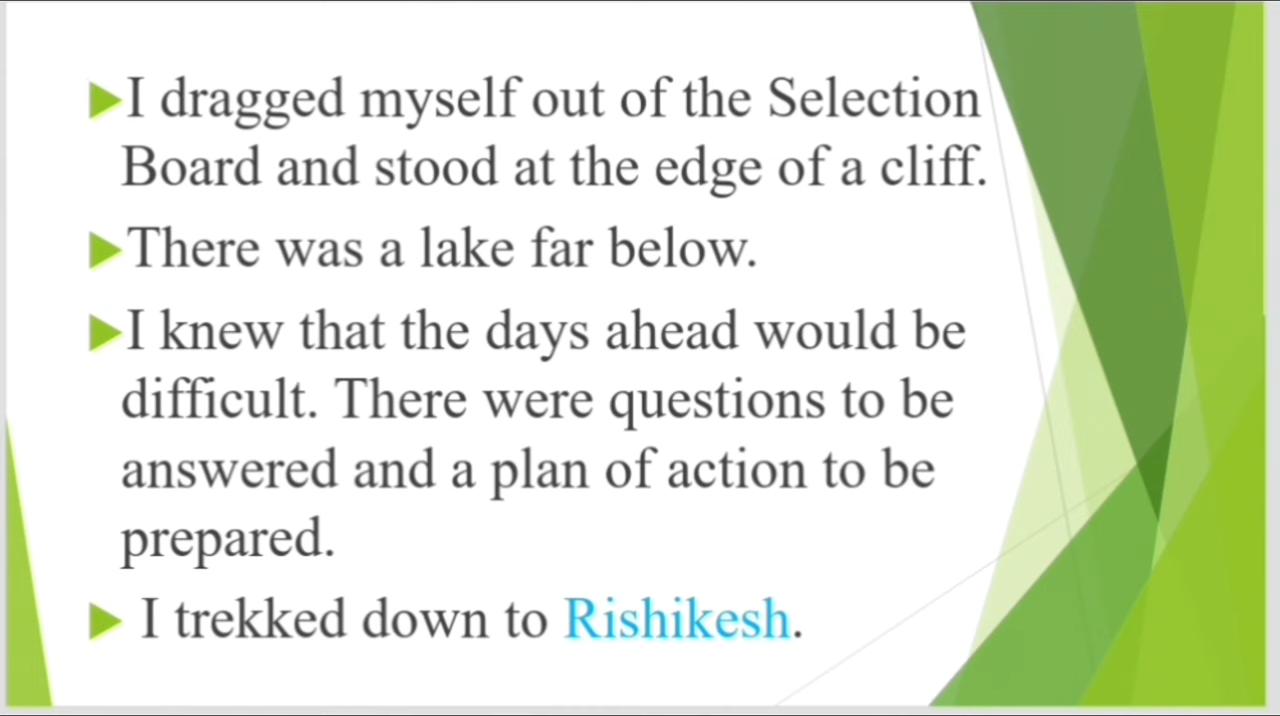 I dragged myself out of the Selection
Board and stood at the edge of a cliff.
There was a lake far below.
I knew that the days ahead would be
difficult. There were questions to be
answered and a plan of action to be
prepared.
I trekked down to Rishikesh.